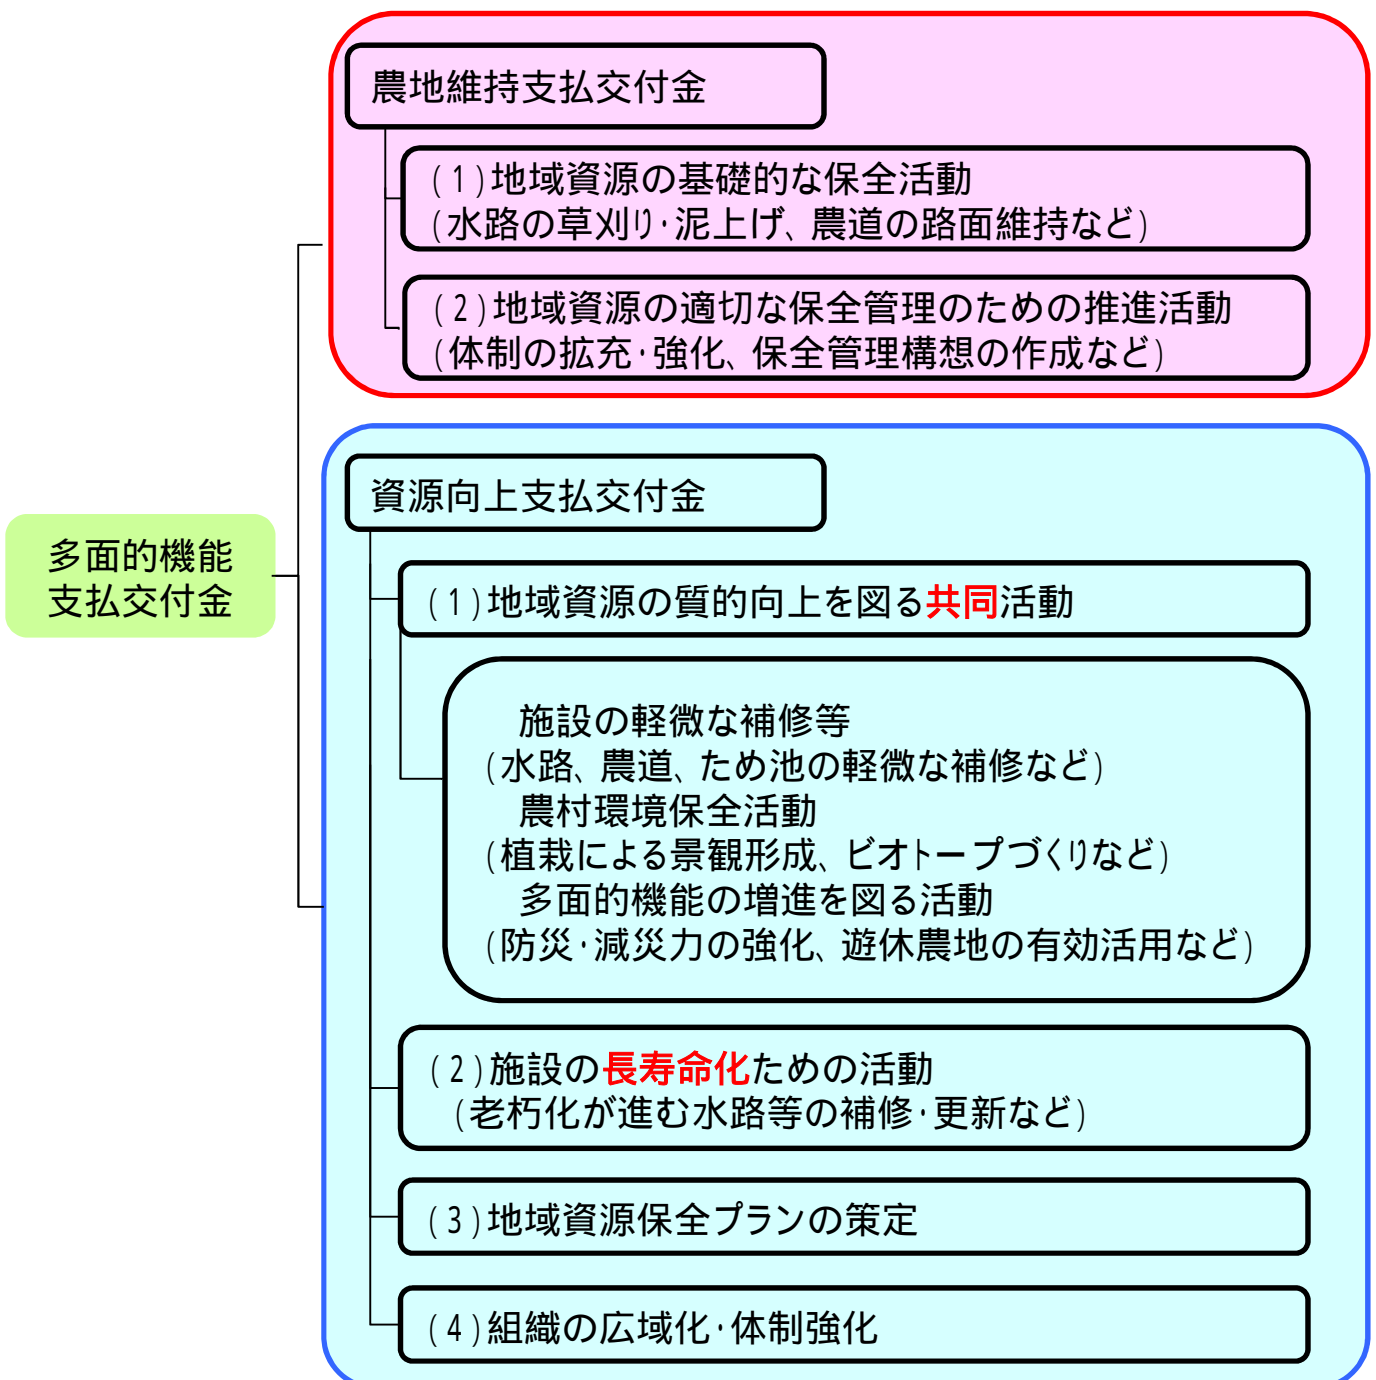 農地維持支払交付金
(1)地域資源の基礎的な保全活動
(水路の草刈り・泥上げ、農道の路面維持など)
(2)地域資源の適切な保全管理のための推進活動
(体制の拡充・強化、保全管理構想の作成など)
多面的機能
支払交付金
資源向上支払交付金
(1)地域資源の質的向上を図る共同活動
施設の軽微な補修等
(水路、農道、ため池の軽微な補修など)
農村環境保全活動
(植栽による景観形成、ビオトープづくりなど)
多面的機能の増進を図る活動
(防災・減災力の強化、遊休農地の有効活用など)
(2)施設の長寿命化ための活動
(老朽化が進む水路等の補修・更新など)
(3)地域資源保全プランの策定
(4)組織の広域化・体制強化